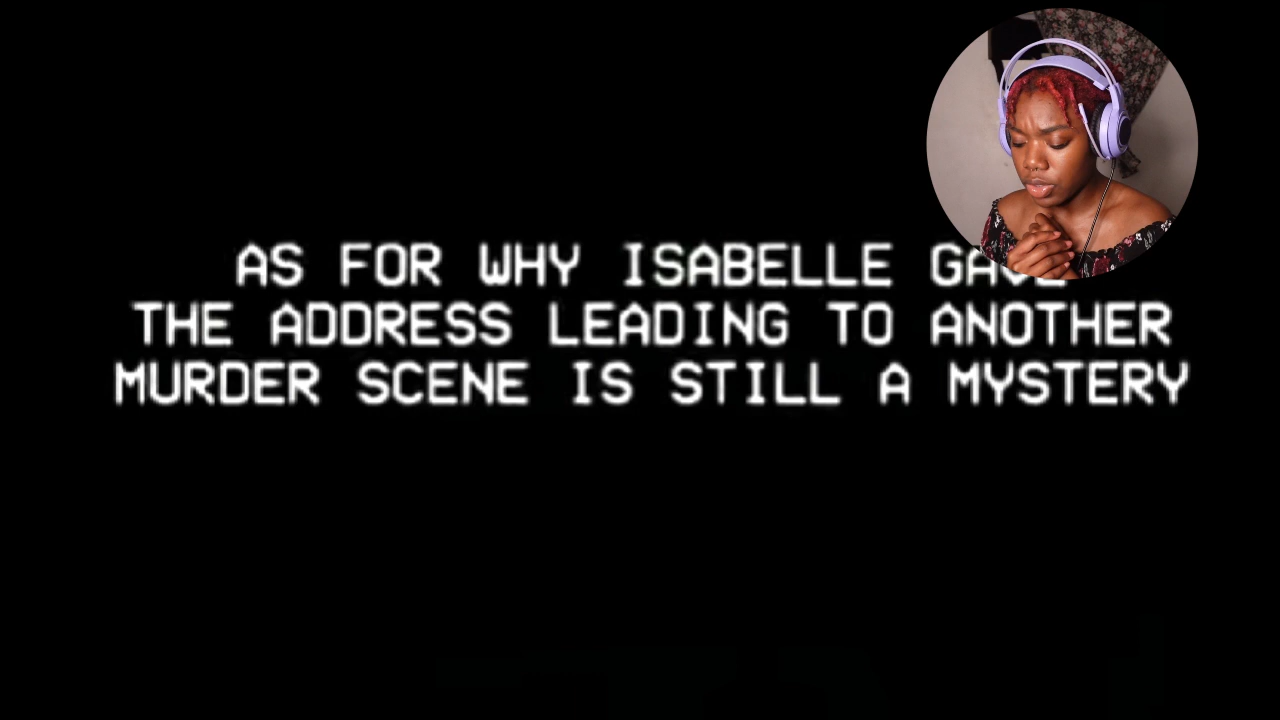 AS FOR WHY ISABELLE GAVE
THE ADDRESS LEADING TO ANOTHER
MURDER SCENE IS STILL A MYSTERY